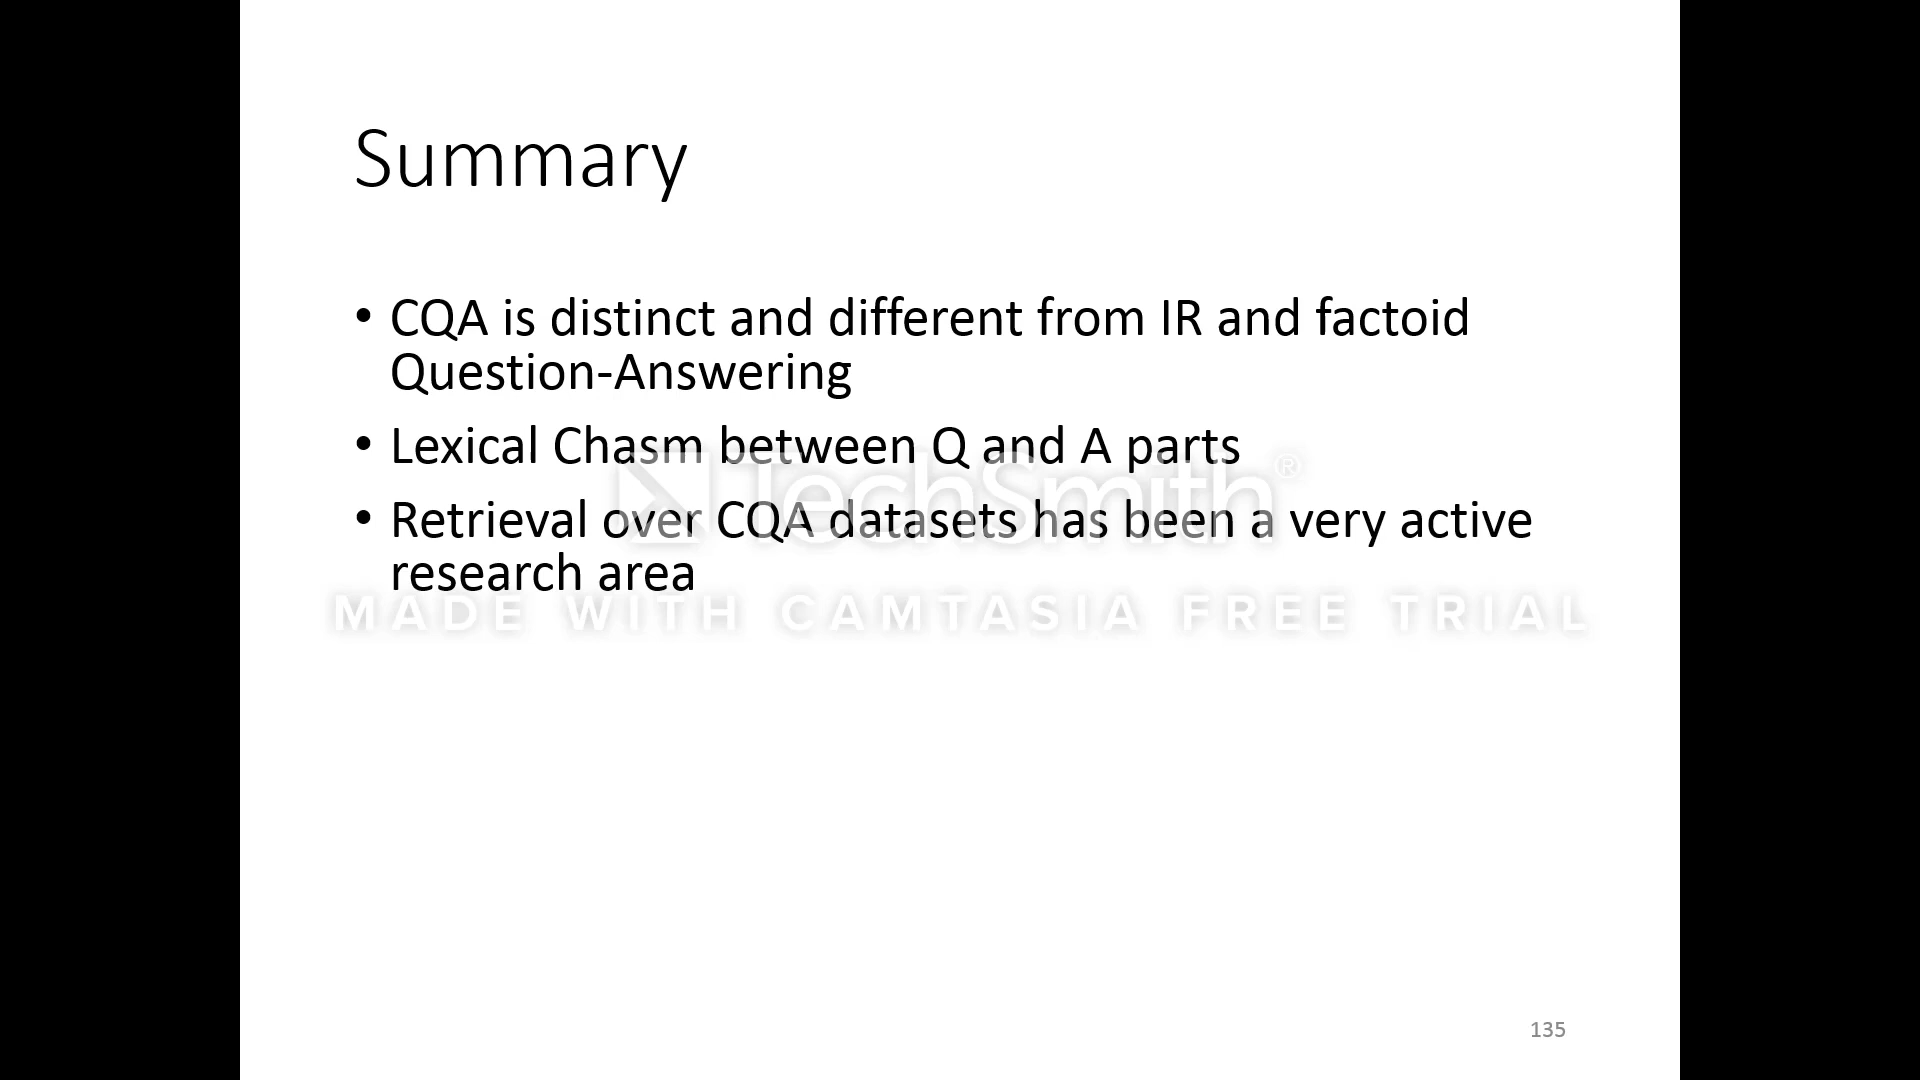 Summary
• CQA is distinct and different from IR and factoid
Question-Answering
• Lexical Chasm between Q and A parts
TechSmith®
• Retrieval over CQA datasets has been a very active
research area
MADE WITH CAMTASIA FREE TRIAL
135